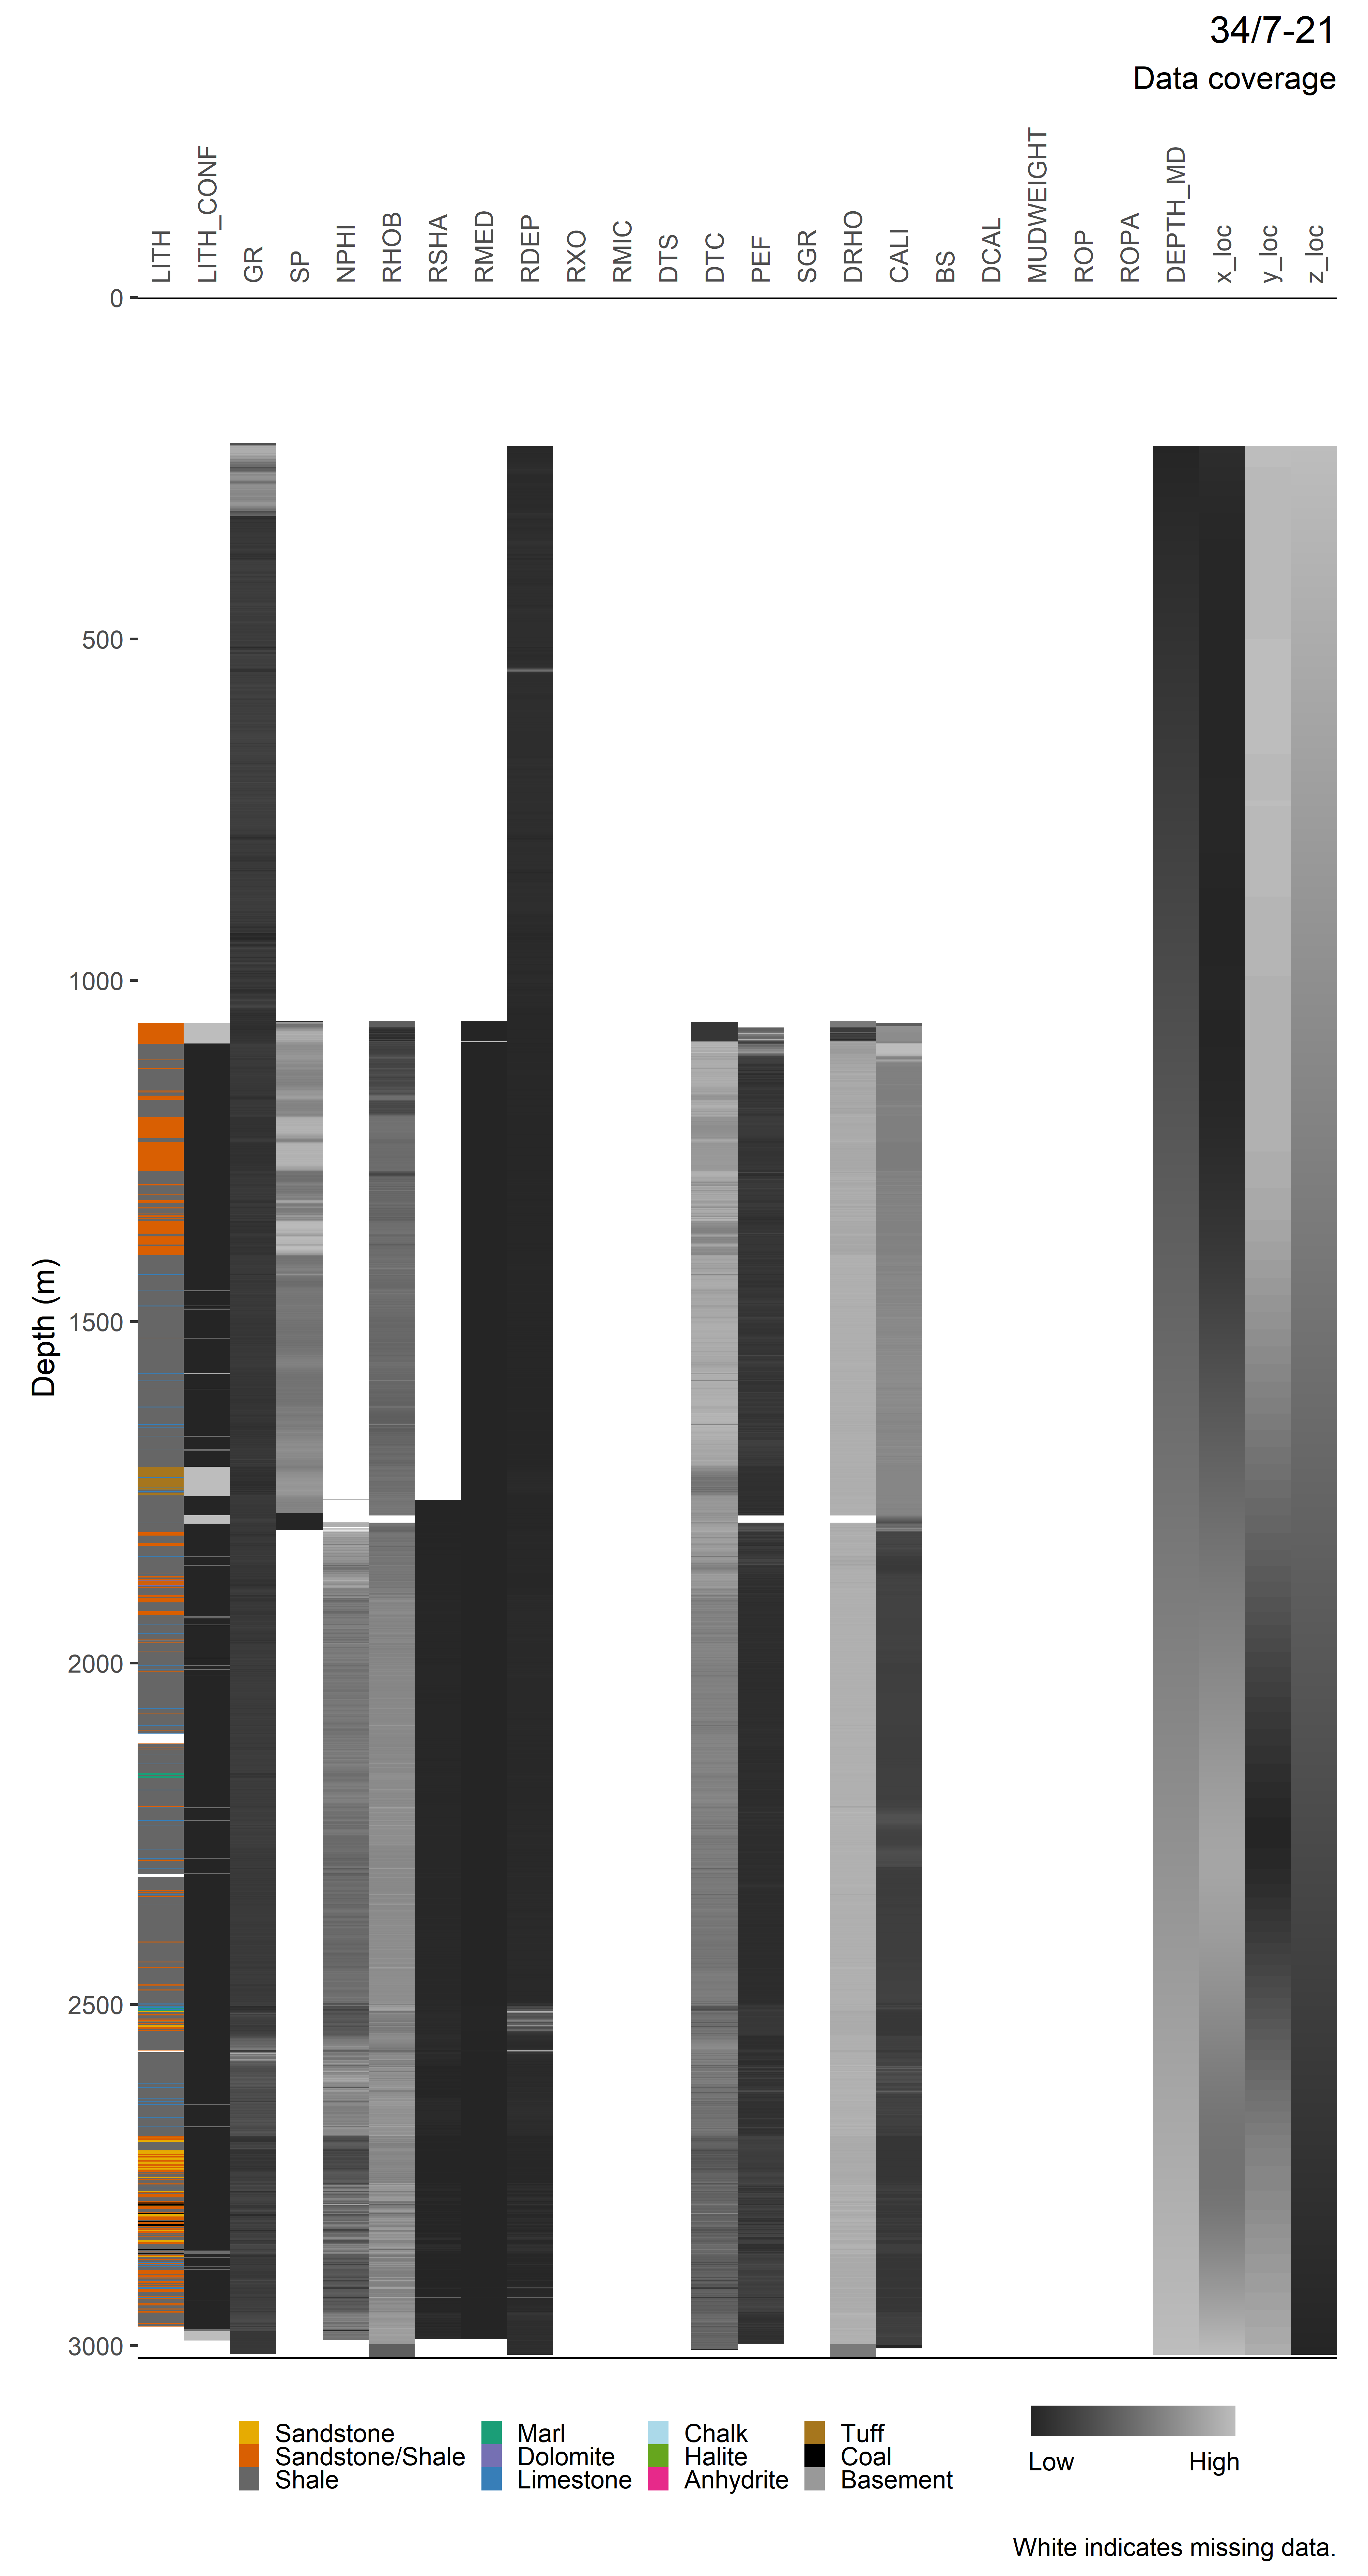 34/7-21
Data coverage
LITH
LITH_CONF
GR
SP
NPHI
RHOB
RSHA
RMED
RDEP
RXO
RMIC
DTS
DTC
PEF
SGR
DRHO
CALI
BS
DCAL
MUDWEIGHT
ROP
ROPA
DEPTH_MD
x_loc
y_loc
z_loc
0
500
1000
1500
2000
2500
3000
Depth (m)
Sandstone
Sandstone/Shale
Shale
Marl
Dolomite
Limestone
Chalk
Halite
Anhydrite
Tuff
Coal
Basement
Low
High
White indicates missing data.